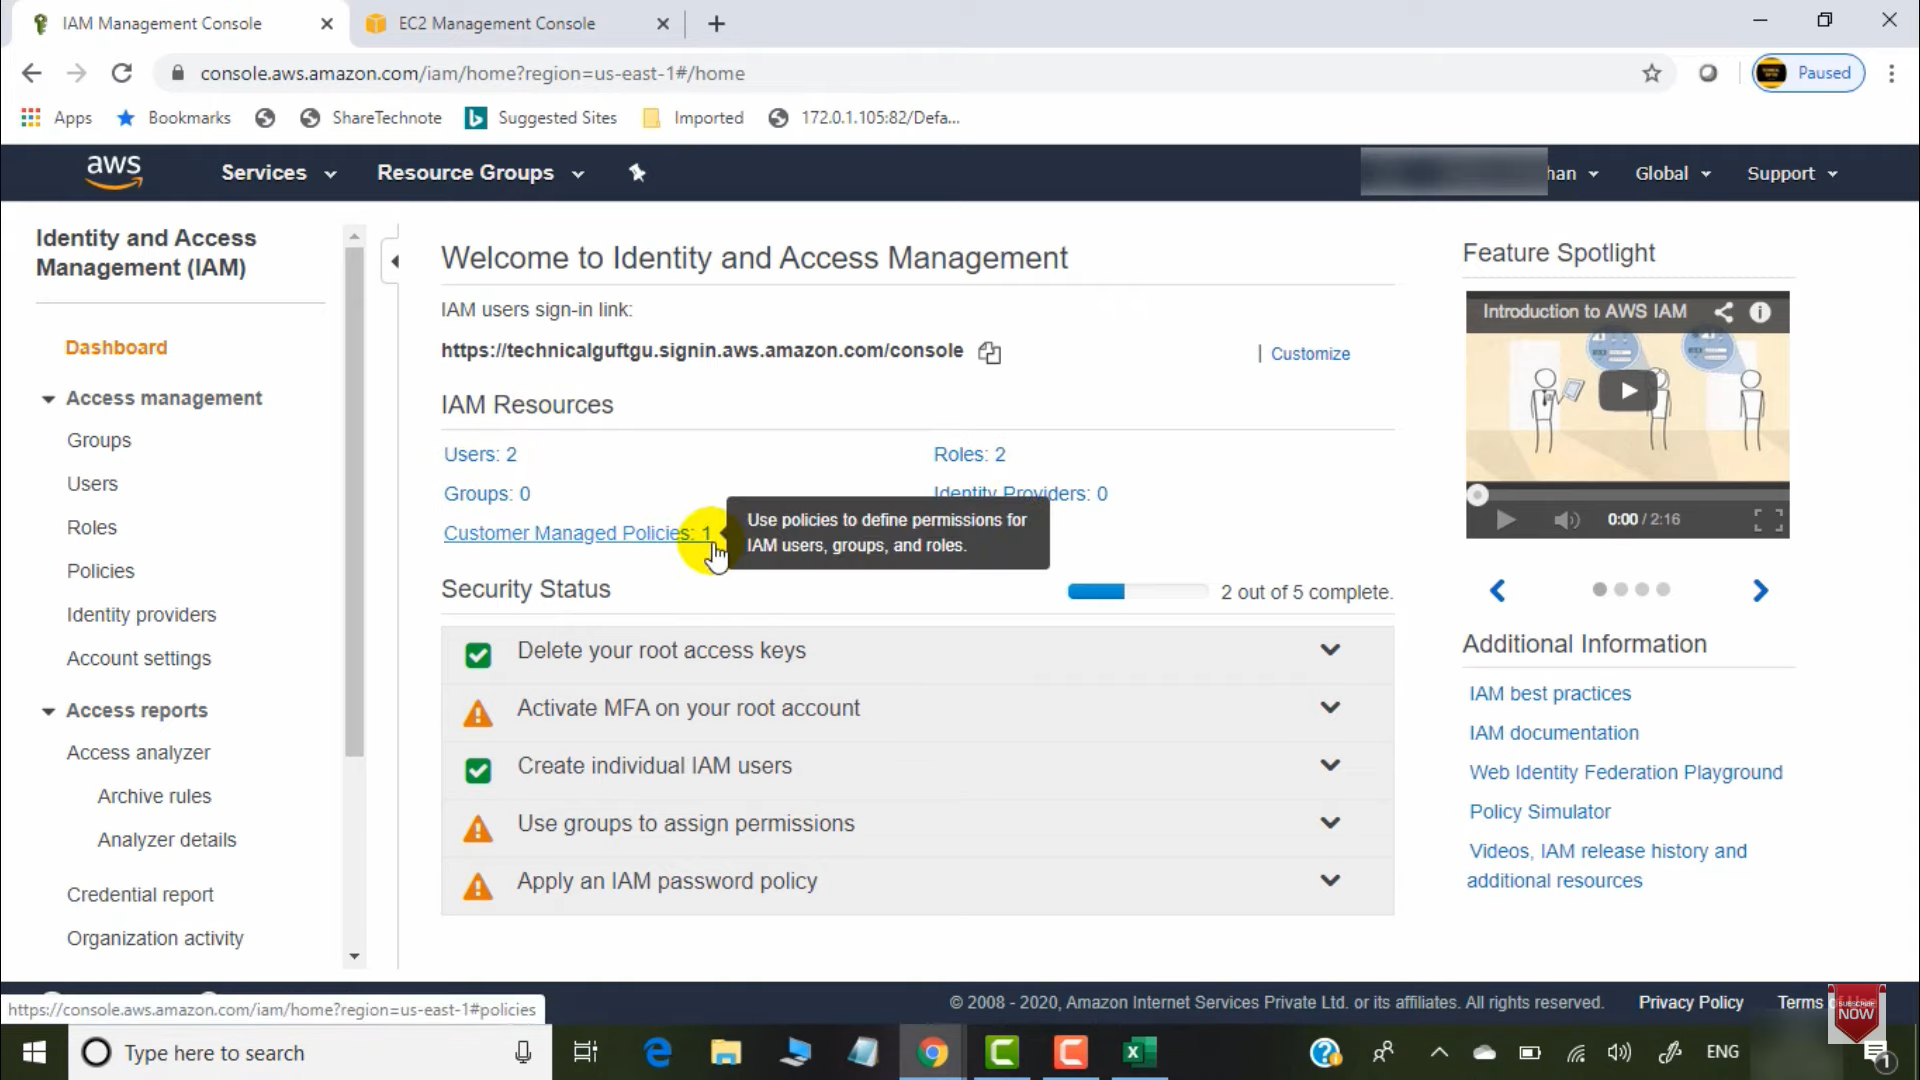 IAM Management Console
EC2 Management Console
console.aws.amazon.com/iam/home?region=us-east-1#/home
Paused
Apps
Bookmarks
ShareTechnote
Suggested Sites
Imported
172.0.1.105:82/Defa...
aws
Services
Resource Groups
han
Global
Support
Identity and Access
Management (IAM)
Dashboard
Access management
Groups
Users
Roles
Policies
Identity providers
Account settings
Access reports
Access analyzer
Archive rules
Analyzer details
Credential report
Organization activity
Welcome to Identity and Access Management
IAM users sign-in link:
https://technicalguftgu.signin.aws.amazon.com/console
| Customize
IAM Resources
Users: 2
Roles: 2
Groups: 0
Identity Providers: 0
Customer Managed Policies: 1
Use policies to define permissions for
IAM users, groups, and roles.
Security Status
2 out of 5 complete.
Delete your root access keys
Activate MFA on your root account
Create individual IAM users
Use groups to assign permissions
Apply an IAM password policy
Feature Spotlight
Introduction to AWS IAM
0:00 / 2:16
Additional Information
IAM best practices
IAM documentation
Web Identity Federation Playground
Policy Simulator
Videos, IAM release history and
additional resources
https://console.aws.amazon.com/iam/home?region=us-east-1#policies
© 2008 - 2020, Amazon Internet Services Private Ltd. or its affiliates. All rights reserved.
Privacy Policy
Terms
SUBSCRIBE
NOW
Type here to search
ENG
1